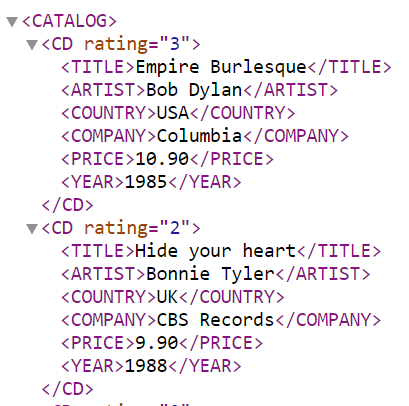 <CATALOG>
<CD rating="3">
<TITLE>Empire Burlesque</TITLE>
<ARTIST>Bob Dylan</ARTIST>
<COUNTRY>USA</COUNTRY>
<COMPANY>Columbia</COMPANY>
<PRICE>10.90</PRICE>
<YEAR>1985</YEAR>
</CD>
<CD rating="2">
<TITLE>Hide your heart</TITLE>
<ARTIST>Bonnie Tyler</ARTIST>
<COUNTRY>UK</COUNTRY>
<COMPANY>CBS Records</COMPANY>
<PRICE>9.90</PRICE>
<YEAR>1988</YEAR>
</CD>